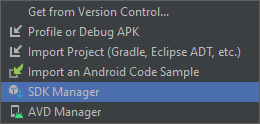 Get from Version Control...
Profile or Debug APK
Import Project (Gradle, Eclipse ADT, etc.)
Import an Android Code Sample
SDK Manager
AVD Manager